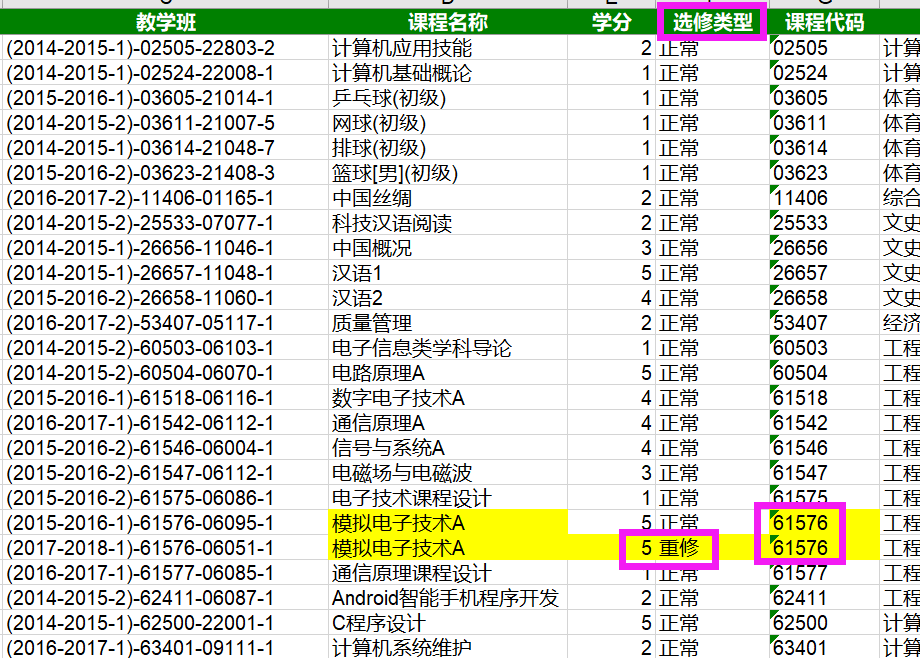 教学班 课程名称 学分 选修类型 课程代码
(2014-2015-1)-02505-22803-2 计算机应用技能 2 正常 02505 计算
(2014-2015-1)-02524-22008-1 计算机基础概论 1 正常 02524 计算
(2015-2016-1)-03605-21014-1 乒乓球(初级) 1 正常 03605 体育
(2014-2015-2)-03611-21007-5 网球(初级) 1 正常 03611 体育
(2014-2015-1)-03614-21048-7 排球(初级) 1 正常 03614 体育
(2015-2016-2)-03623-21408-3 篮球[男](初级) 1 正常 03623 体育
(2016-2017-2)-11406-01165-1 中国丝绸 2 正常 11406 综合
(2014-2015-2)-25533-07077-1 科技汉语阅读 2 正常 25533 文史
(2014-2015-1)-26656-11046-1 中国概况 3 正常 26656 文史
(2014-2015-1)-26657-11048-1 汉语1 5 正常 26657 文史
(2015-2016-2)-26658-11060-1 汉语2 4 正常 26658 文史
(2016-2017-2)-53407-05117-1 质量管理 2 正常 53407 经济
(2014-2015-2)-60503-06103-1 电子信息类学科导论 1 正常 60503 工程
(2014-2015-2)-60504-06070-1 电路原理A 5 正常 60504 工程
(2015-2016-1)-61518-06116-1 数字电子技术A 4 正常 61518 工程
(2016-2017-1)-61542-06112-1 通信原理A 4 正常 61542 工程
(2015-2016-2)-61546-06004-1 信号与系统A 4 正常 61546 工程
(2015-2016-2)-61547-06112-1 电磁场与电磁波 3 正常 61547 工程
(2015-2016-2)-61575-06086-1 电子技术课程设计 1 正常 61575 工程
(2015-2016-1)-61576-06095-1 模拟电子技术A 5 正常 61576 工程
(2017-2018-1)-61576-06051-1 模拟电子技术A 5 重修 61576 工程
(2016-2017-1)-61577-06085-1 通信原理课程设计 1 正常 61577 工程
(2014-2015-2)-62411-06087-1 Android智能手机程序开发 2 正常 62411 工程
(2014-2015-1)-62500-22001-1 C程序设计 5 正常 62500 计算
(2016-2017-1)-63401-09111-1 计算机系统维护 2 正常 63401 计算